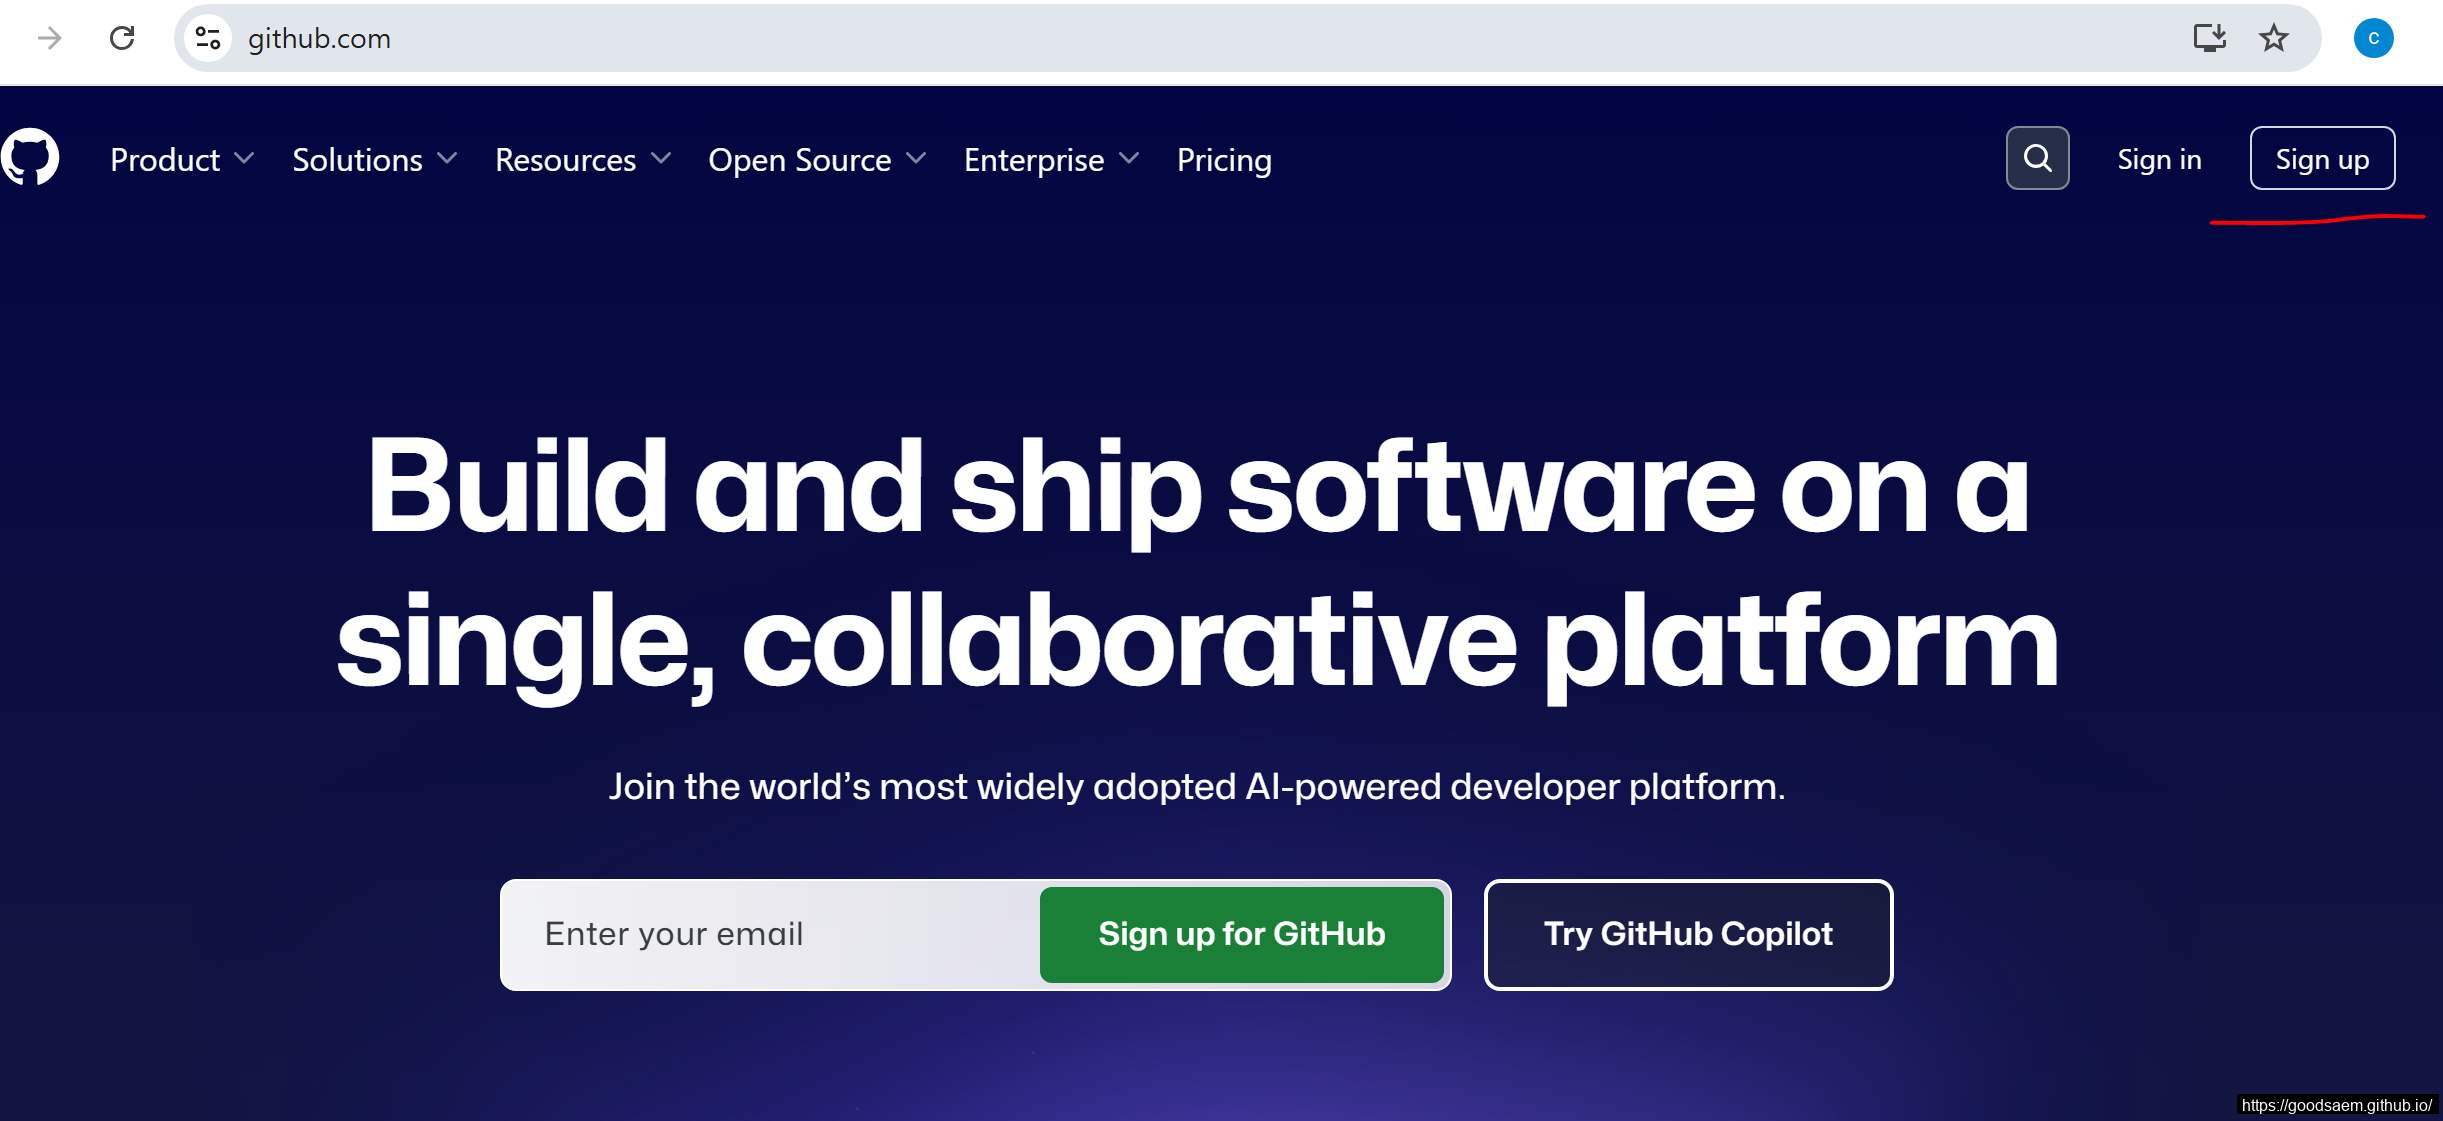 github.com
C
Product Solutions Resources Open Source Enterprise Pricing Sign in Sign up
Build and ship software on a
single, collaborative platform
Join the world’s most widely adopted AI-powered developer platform.
Enter your email Sign up for GitHub Try GitHub Copilot
https://goodsaem.github.io/